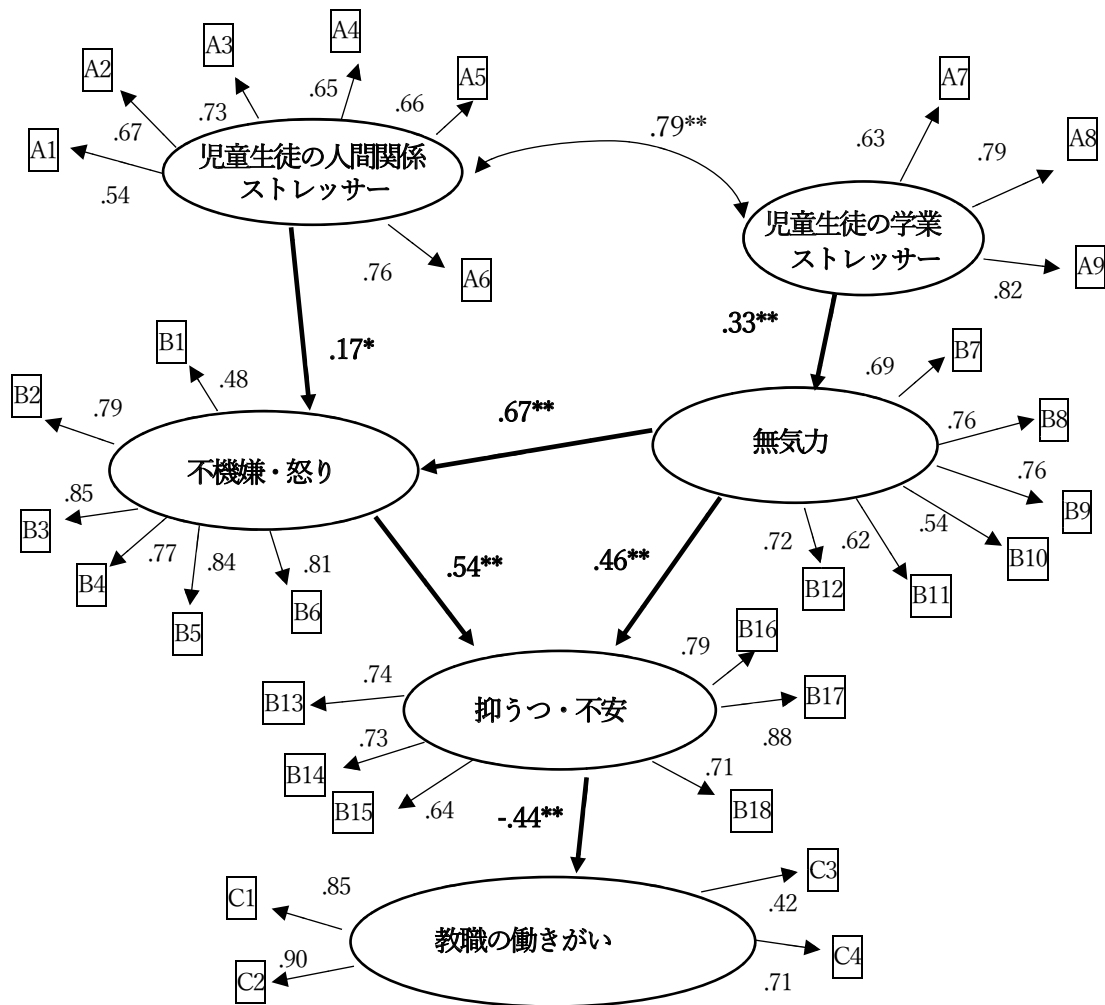 A4
A3
A2
A5
A7
.73
.65
.66
.67
A1
.54
児童生徒の人間関係
ストレッサー
.79**
.63
.79
A8
児童生徒の学業
ストレッサー
A9
.82
.76
A6
.33**
.17*
B1
.48
B2
.79
.67**
.69
B7
無気力
.76
B8
.76
B9
不機嫌・怒り
.85
B3
.77
B4
.84
B5
.81
B6
.54**
.46**
.72
B12
.62
B11
.54
B10
.79
B16
.74
B13
抑うつ・不安
B17
.88
.73
B14
B15
.64
.71
B18
-.44**
.85
C1
C3
.42
教職の働きがい
C4
.90
C2
.71